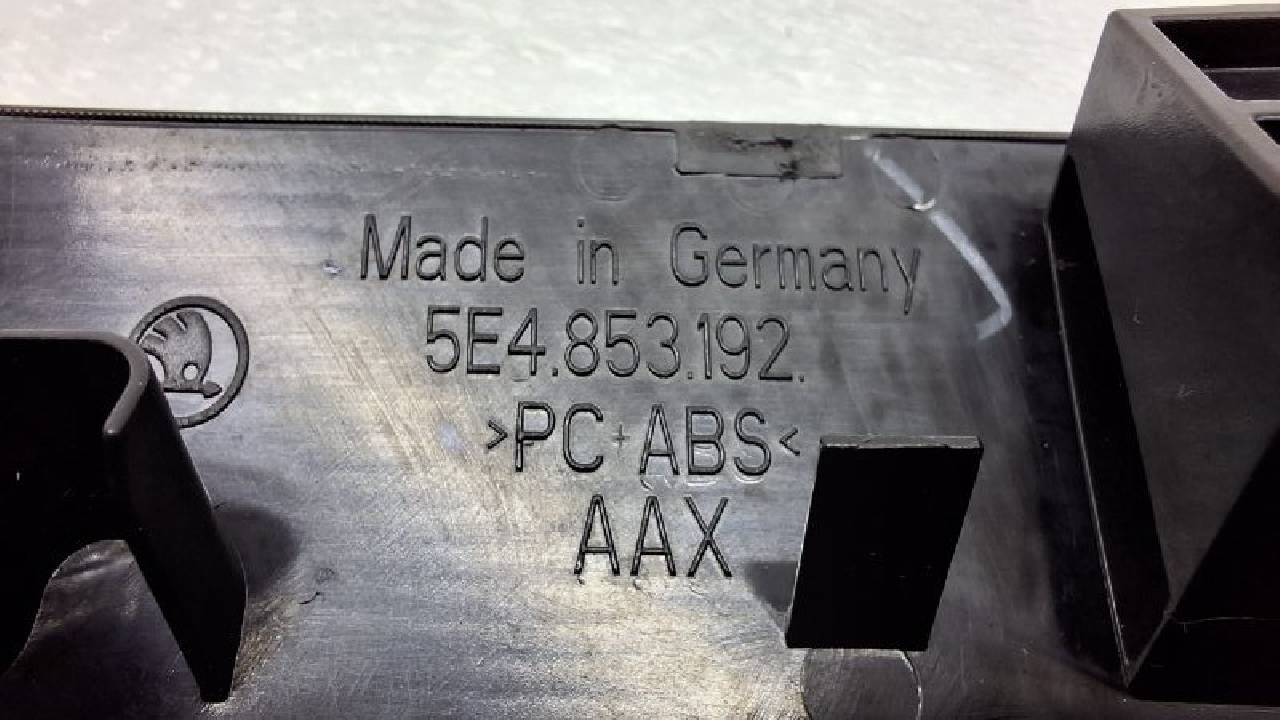 Made in Germany
5E4.853.192.
>PC+ABS<
AAX